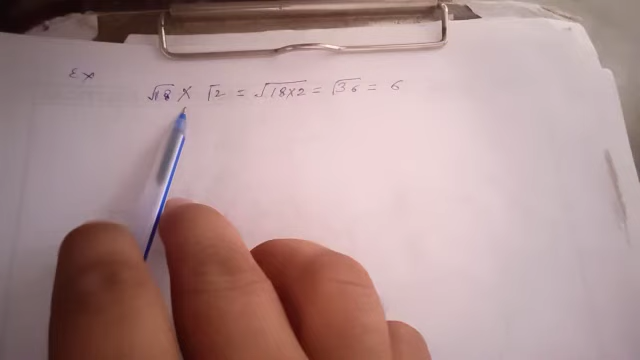 Ex
√18 × √2 = √18×2 = √36 = 6